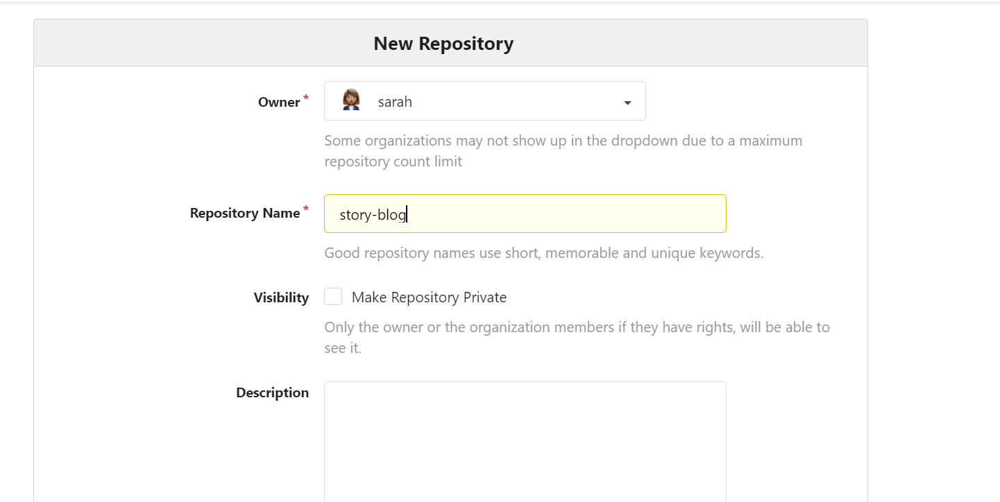 New Repository
Owner *
sarah
Some organizations may not show up in the dropdown due to a maximum
repository count limit
Repository Name *
story-blog
Good repository names use short, memorable and unique keywords.
Visibility
Make Repository Private
Only the owner or the organization members if they have rights, will be able to
see it.
Description